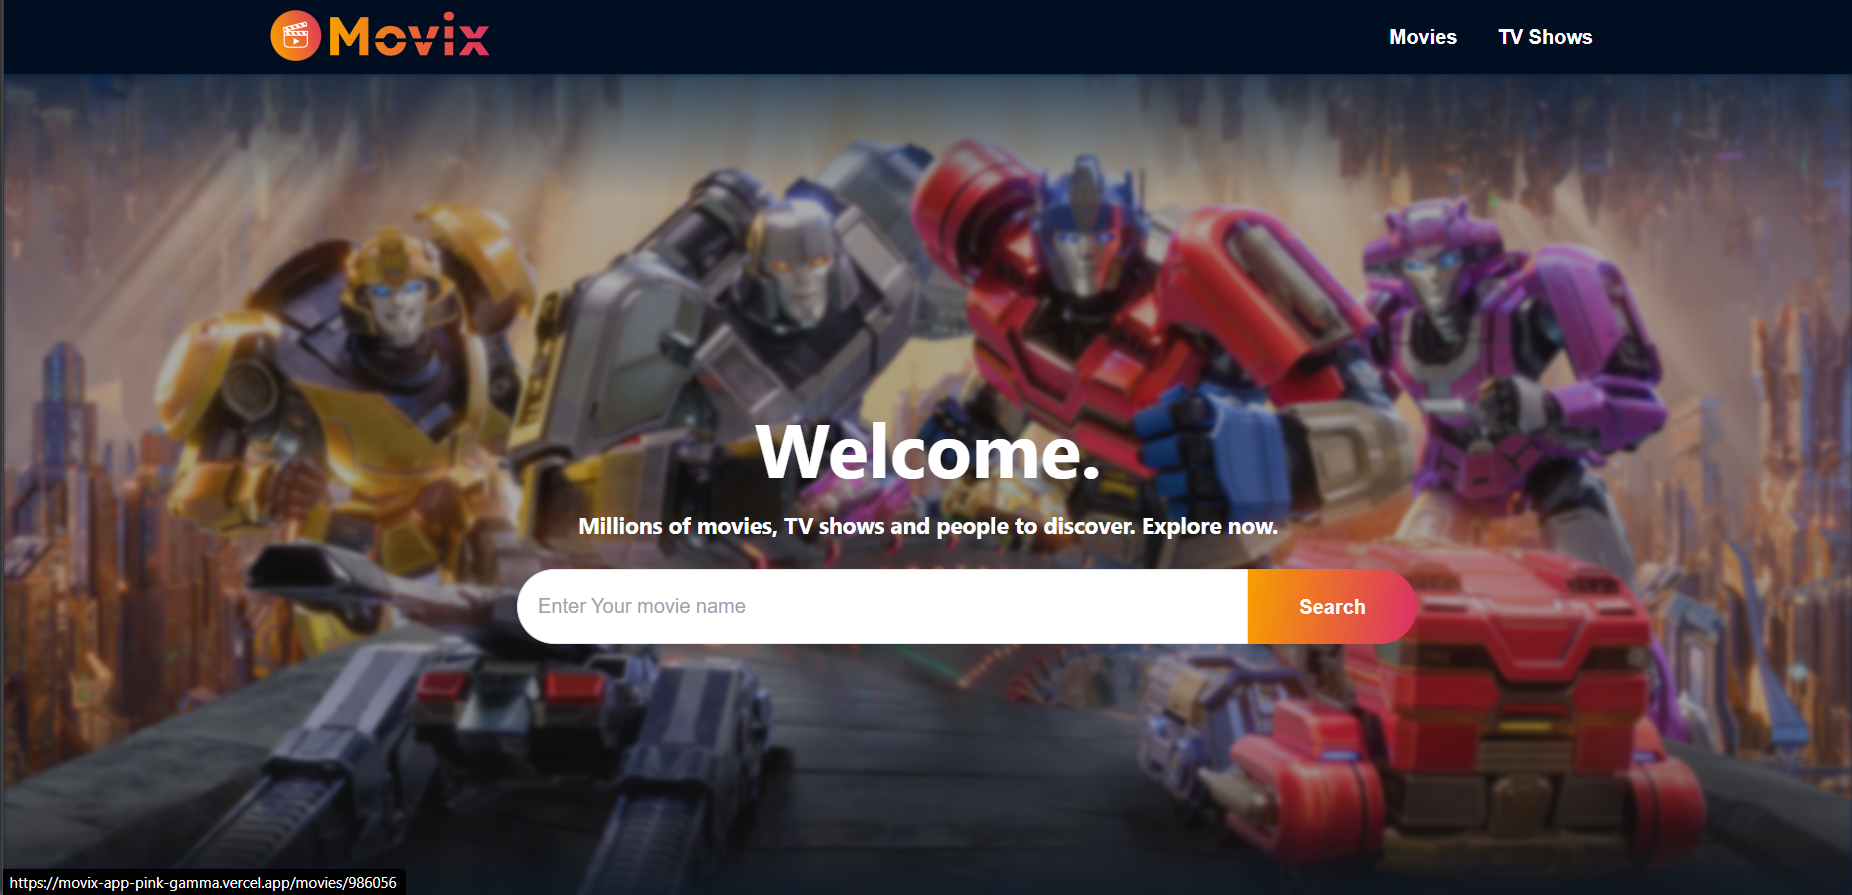 Movix
Movies
TV Shows
Welcome.
Millions of movies, TV shows and people to discover. Explore now.
Enter Your movie name
Search
https://movix-app-pink-gamma.vercel.app/movies/986056